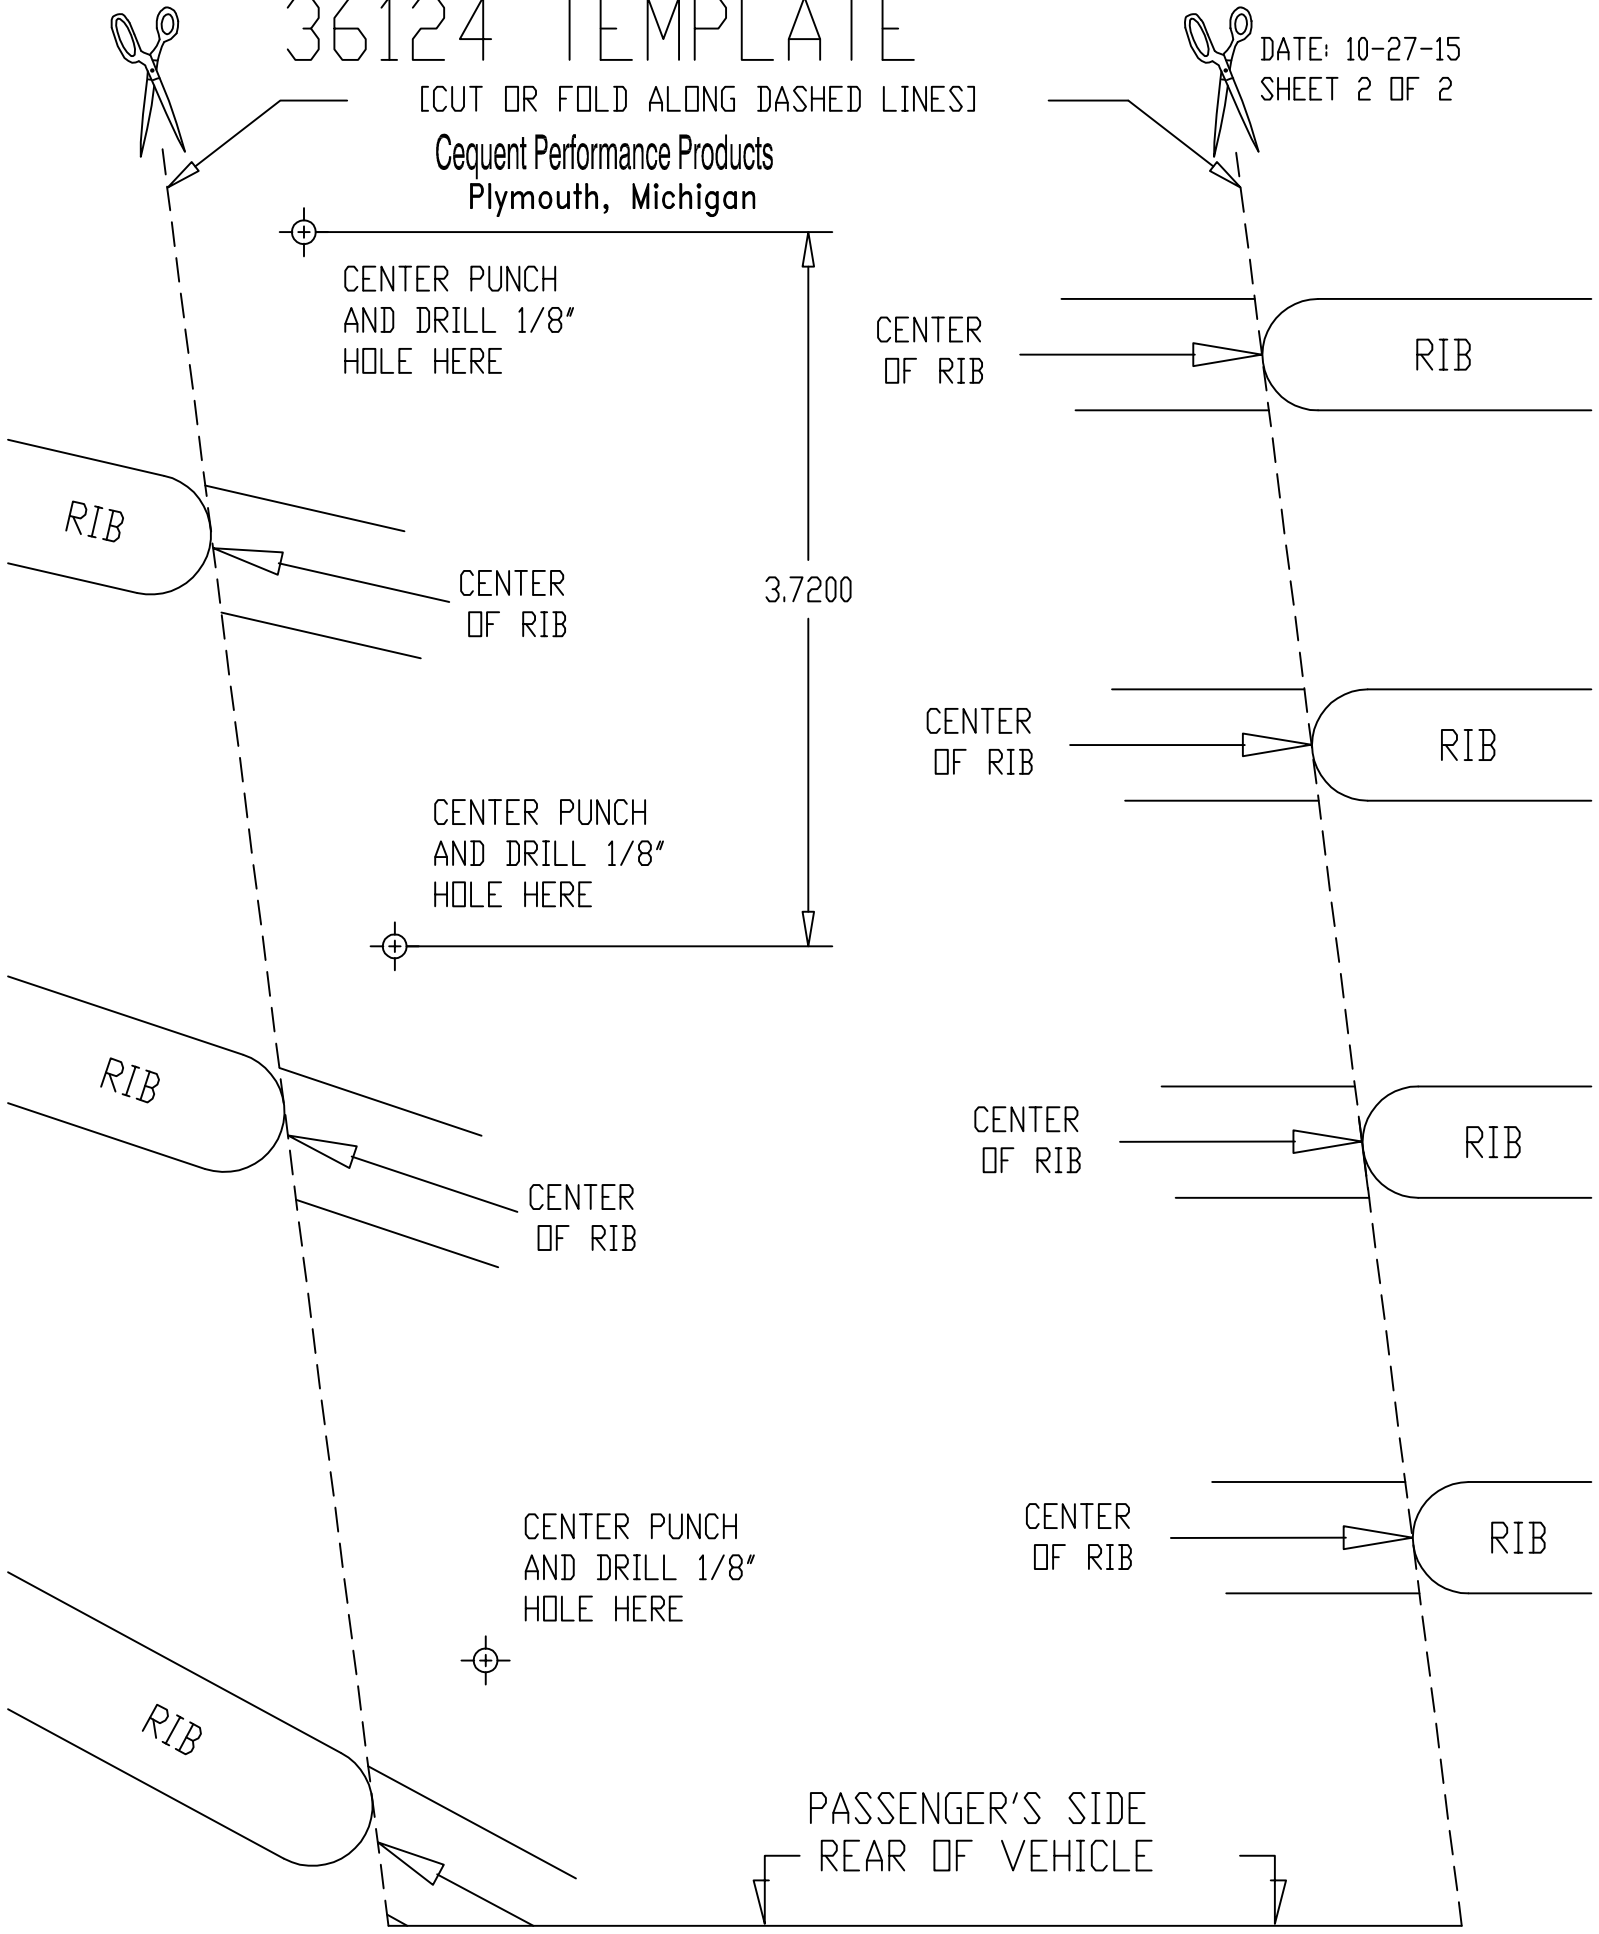 36124 TEMPLATE
DATE: 10-27-15
SHEET 2 OF 2
[CUT OR FOLD ALONG DASHED LINES]
Cequent Performance Products
Plymouth, Michigan
CENTER PUNCH
AND DRILL 1/8"
HOLE HERE
CENTER
OF RIB
RIB
RIB
CENTER
OF RIB
3.7200
CENTER
OF RIB
RIB
CENTER PUNCH
AND DRILL 1/8"
HOLE HERE
RIB
CENTER
OF RIB
RIB
CENTER
OF RIB
CENTER PUNCH
AND DRILL 1/8"
HOLE HERE
CENTER
OF RIB
RIB
RIB
PASSENGER'S SIDE
REAR OF VEHICLE